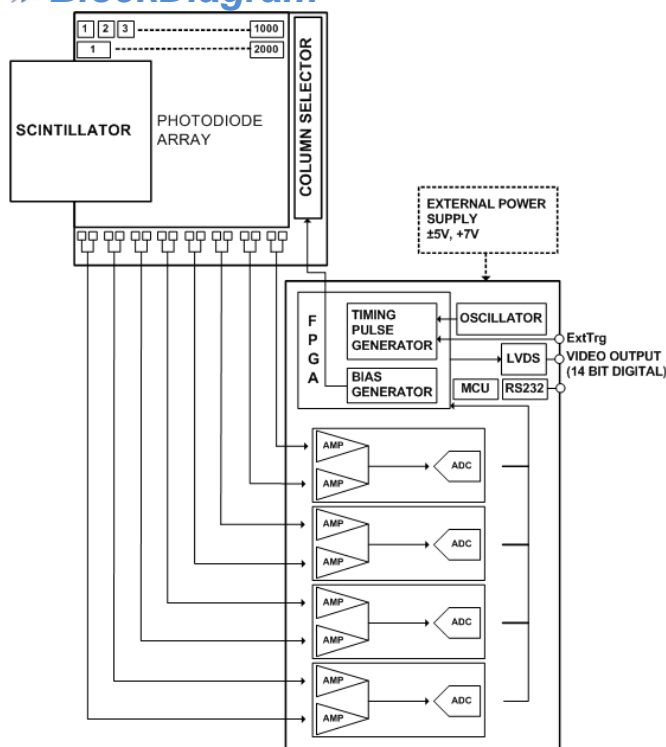 » BlockDiagram
1 2 3 1000
1 2000
SCINTILLATOR
PHOTODIODE
ARRAY
COLUMN SELECTOR
EXTERNAL POWER
SUPPLY
±5V, +7V
FPGA
TIMING
PULSE
GENERATOR
OSCILLATOR
ExtTrg
LVDS
VIDEO OUTPUT
(14 BIT DIGITAL)
BIAS
GENERATOR
MCU
RS232
AMP
AMP
ADC
AMP
AMP
ADC
AMP
AMP
ADC
AMP
AMP
ADC